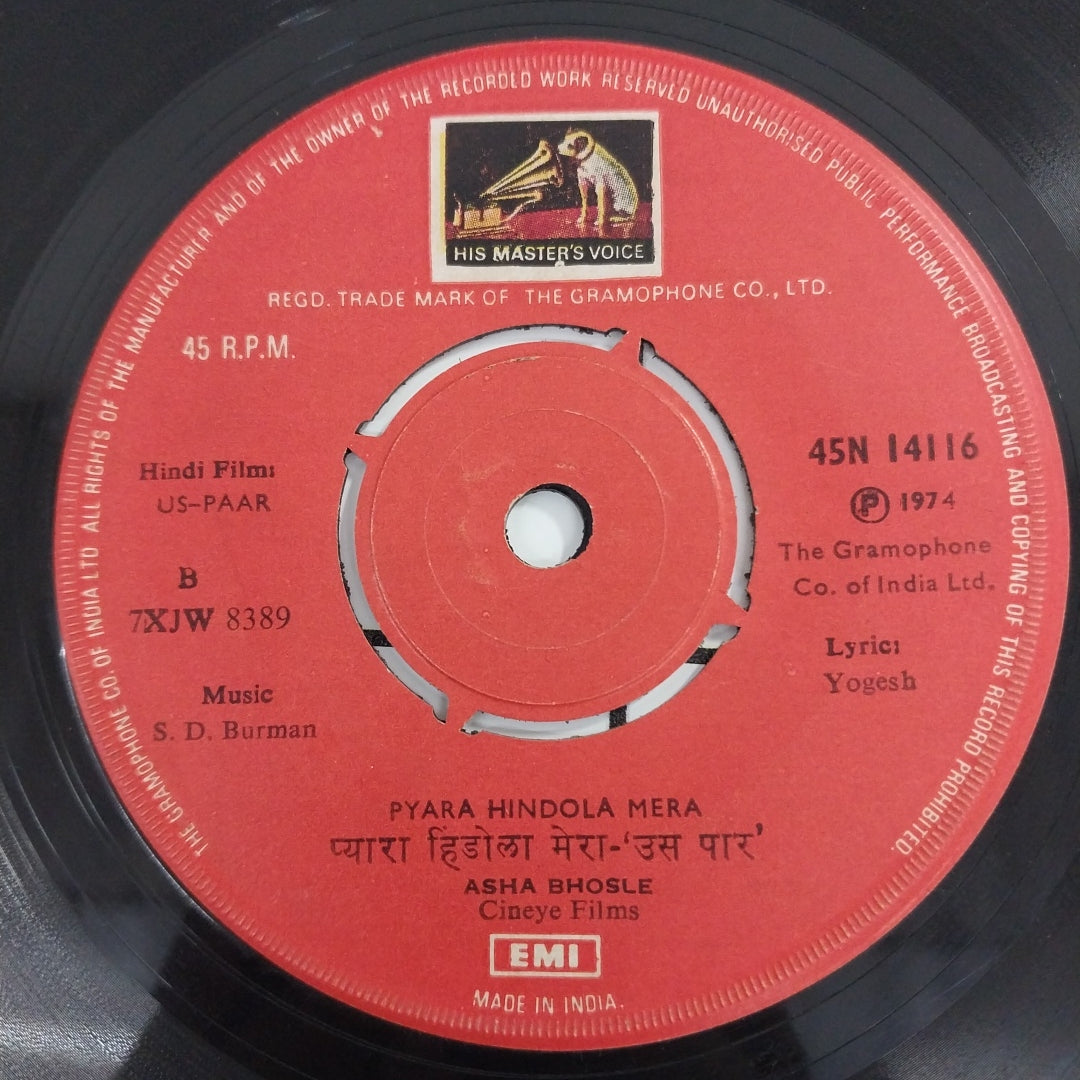 THE GRAMOPHONE CO. OF INDIA LTD ALL RIGHTS OF THE MANUFACTURER AND OF THE OWNER OF THE RECORDED WORK RESERVED UNAUTHORISED PUBLIC PERFORMANCE BROADCASTING AND COPYING OF THIS RECORD PROHIBITED.
HIS MASTER'S VOICE
REGD. TRADE MARK OF THE GRAMOPHONE CO., LTD.
45 R.P.M.
Hindi Film:
US-PAAR
B
7XJW 8389
Music
S. D. Burman
45N 14116
Ⓟ 1974
The Gramophone
Co. of India Ltd.
Lyric:
Yogesh
PYARA HINDOLA MERA
प्यारा हिंडोला मेरा-'उस पार'
ASHA BHOSLE
Cineye Films
EMI
MADE IN INDIA.